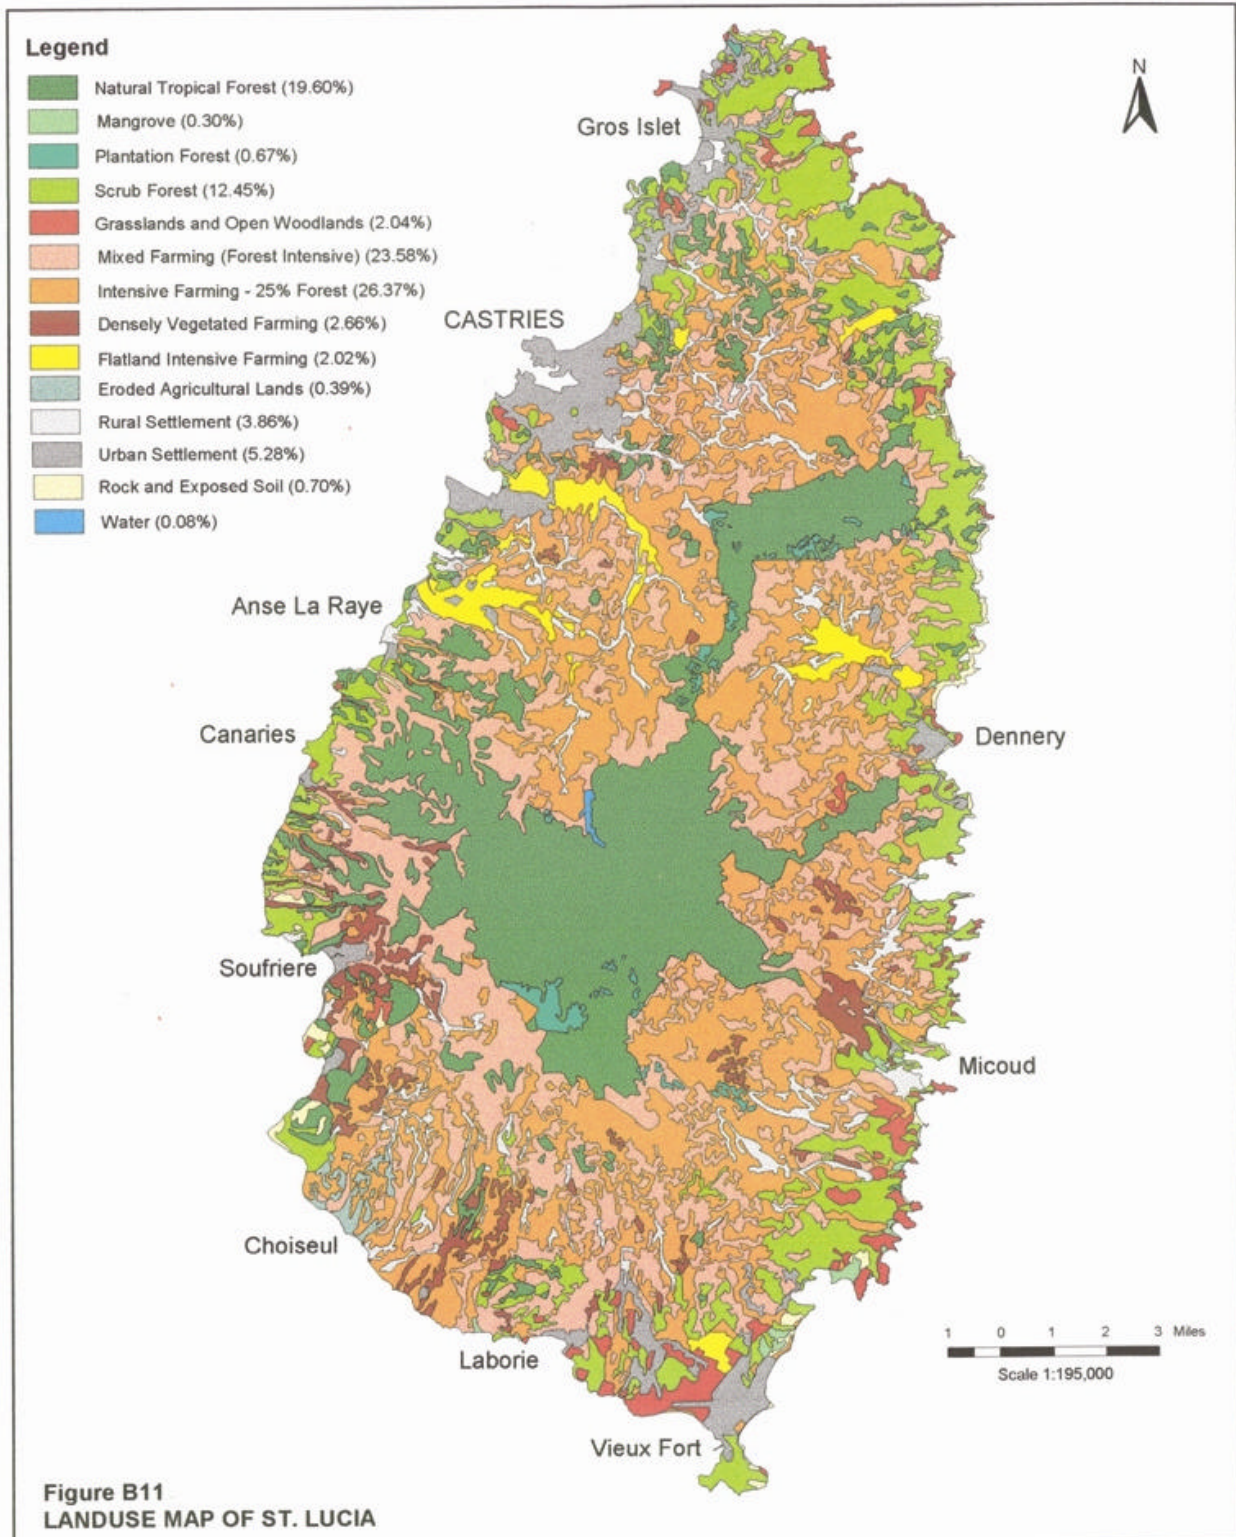 Legend
Natural Tropical Forest (19.60%)
Mangrove (0.30%)
Plantation Forest (0.67%)
Scrub Forest (12.45%)
Grasslands and Open Woodlands (2.04%)
Mixed Farming (Forest Intensive) (23.58%)
Intensive Farming - 25% Forest (26.37%)
Densely Vegetated Farming (2.66%)
Flatland Intensive Farming (2.02%)
Eroded Agricultural Lands (0.39%)
Rural Settlement (3.86%)
Urban Settlement (5.28%)
Rock and Exposed Soil (0.70%)
Water (0.08%)
N
Gros Islet
CASTRIES
Anse La Raye
Canaries
Dennery
Soufriere
Micoud
Choiseul
Laborie
Vieux Fort
1 0 1 2 3 Miles
Scale 1:195,000
Figure B11
LANDUSE MAP OF ST. LUCIA